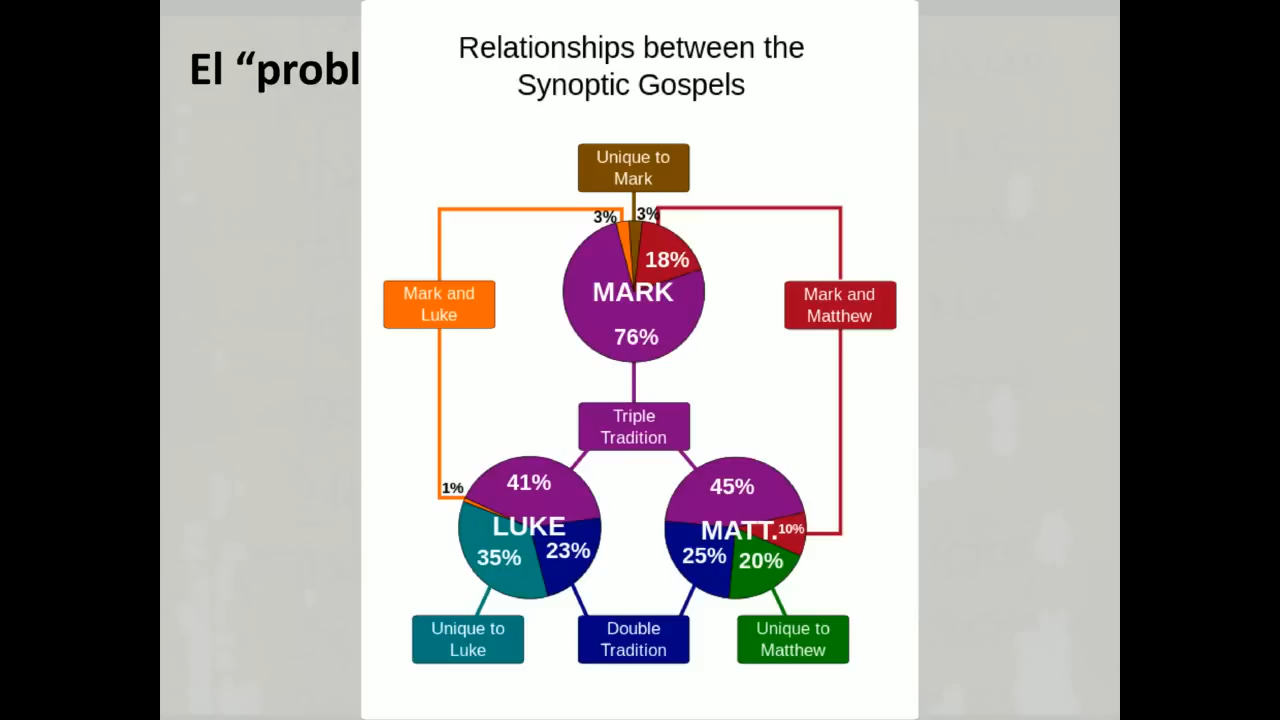 El “probl
Relationships between the
Synoptic Gospels
Unique to
Mark
3%
3%
18%
MARK
76%
Mark and
Luke
Mark and
Matthew
Triple
Tradition
1%
41%
LUKE
35%
23%
45%
MATT.
10%
25%
20%
Unique to
Luke
Double
Tradition
Unique to
Matthew